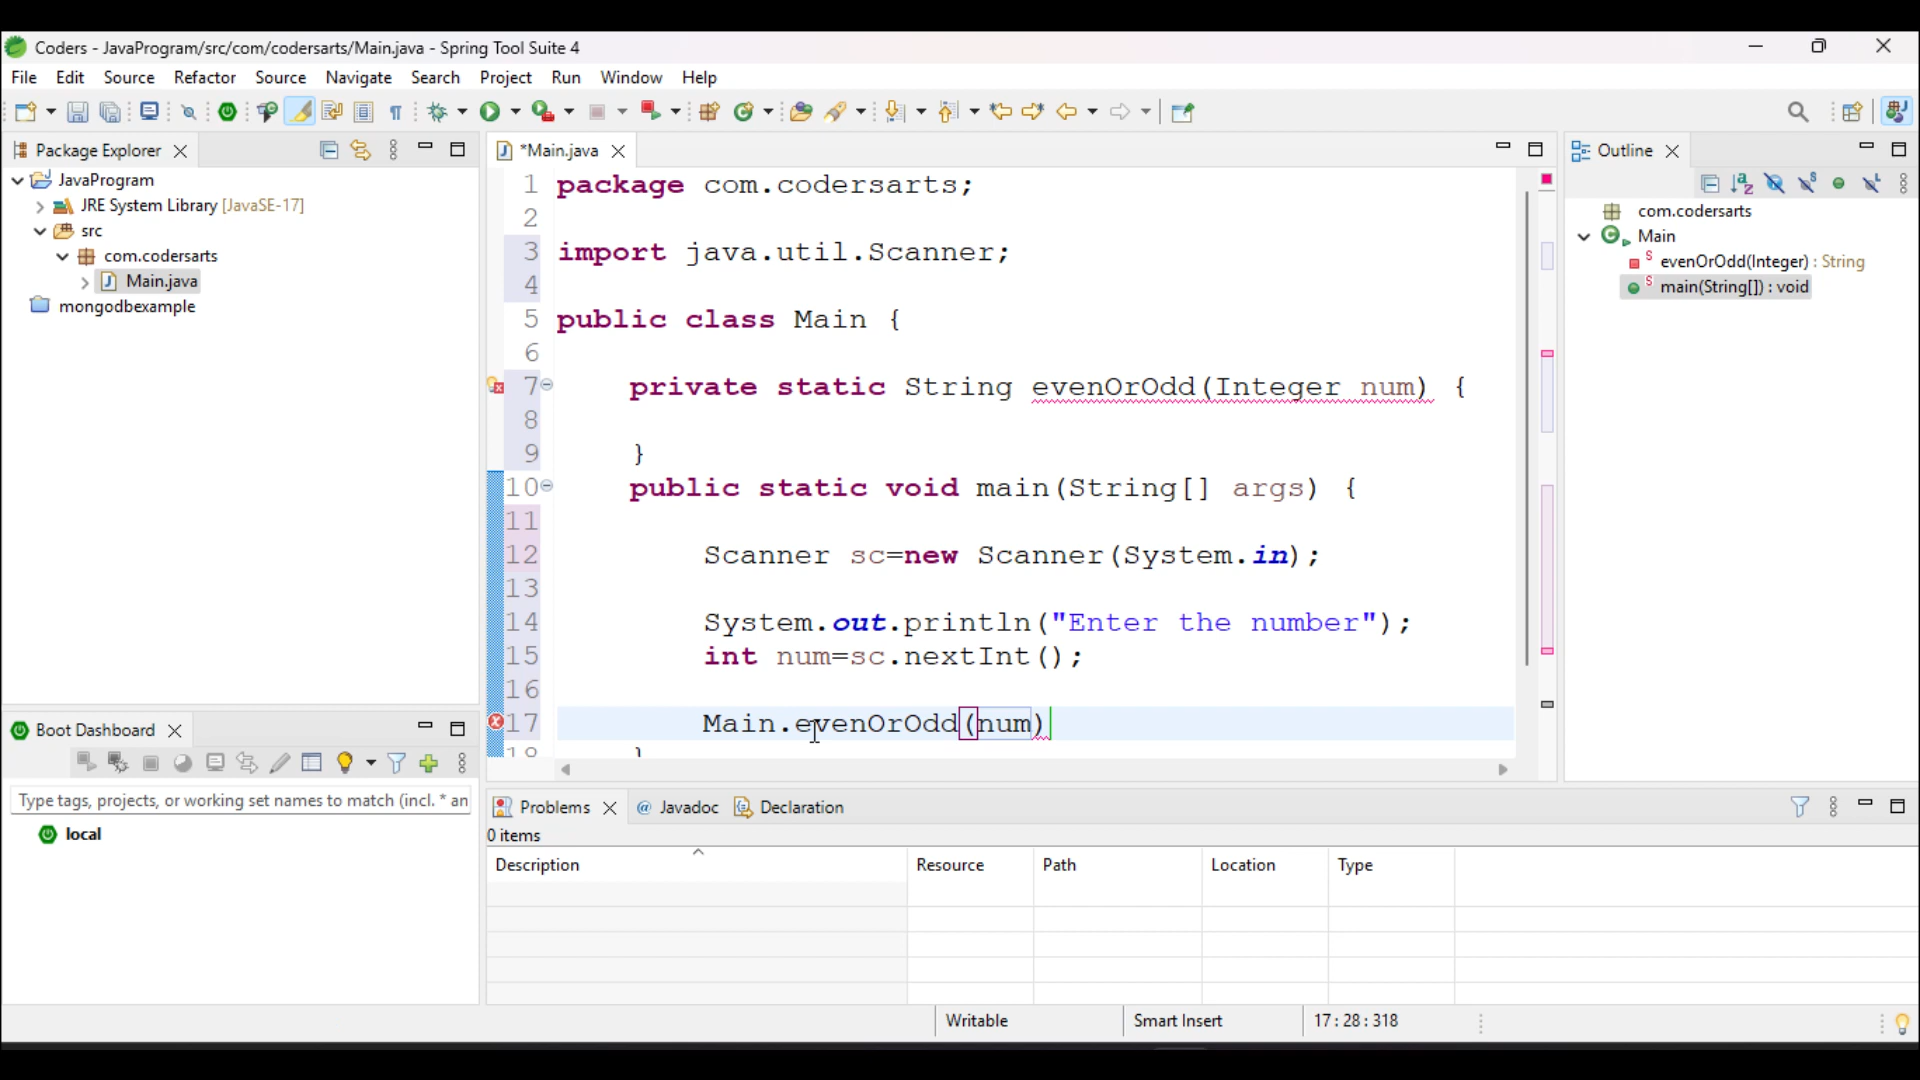 Coders - JavaProgram/src/com/codersarts/Main.java - Spring Tool Suite 4
File Edit Source Refactor Source Navigate Search Project Run Window Help
Package Explorer
JavaProgram
JRE System Library [JavaSE-17]
src
com.codersarts
Main.java
mongodbexample
*Main.java
1 package com.codersarts;
2
3 import java.util.Scanner;
4
5 public class Main {
6
7 private static String evenOrOdd(Integer num) {
8
9 }
10 public static void main(String[] args) {
11
12 Scanner sc=new Scanner(System.in);
13
14 System.out.println("Enter the number");
15 int num=sc.nextInt();
16
17 Main.evenOrOdd(num)
18 }
Outline
com.codersarts
Main
evenOrOdd(Integer) : String
main(String[]) : void
Boot Dashboard
Type tags, projects, or working set names to match (incl. * an
local
Problems @ Javadoc Declaration
0 items
Description Resource Path Location Type
Writable Smart Insert 17 : 28 : 318